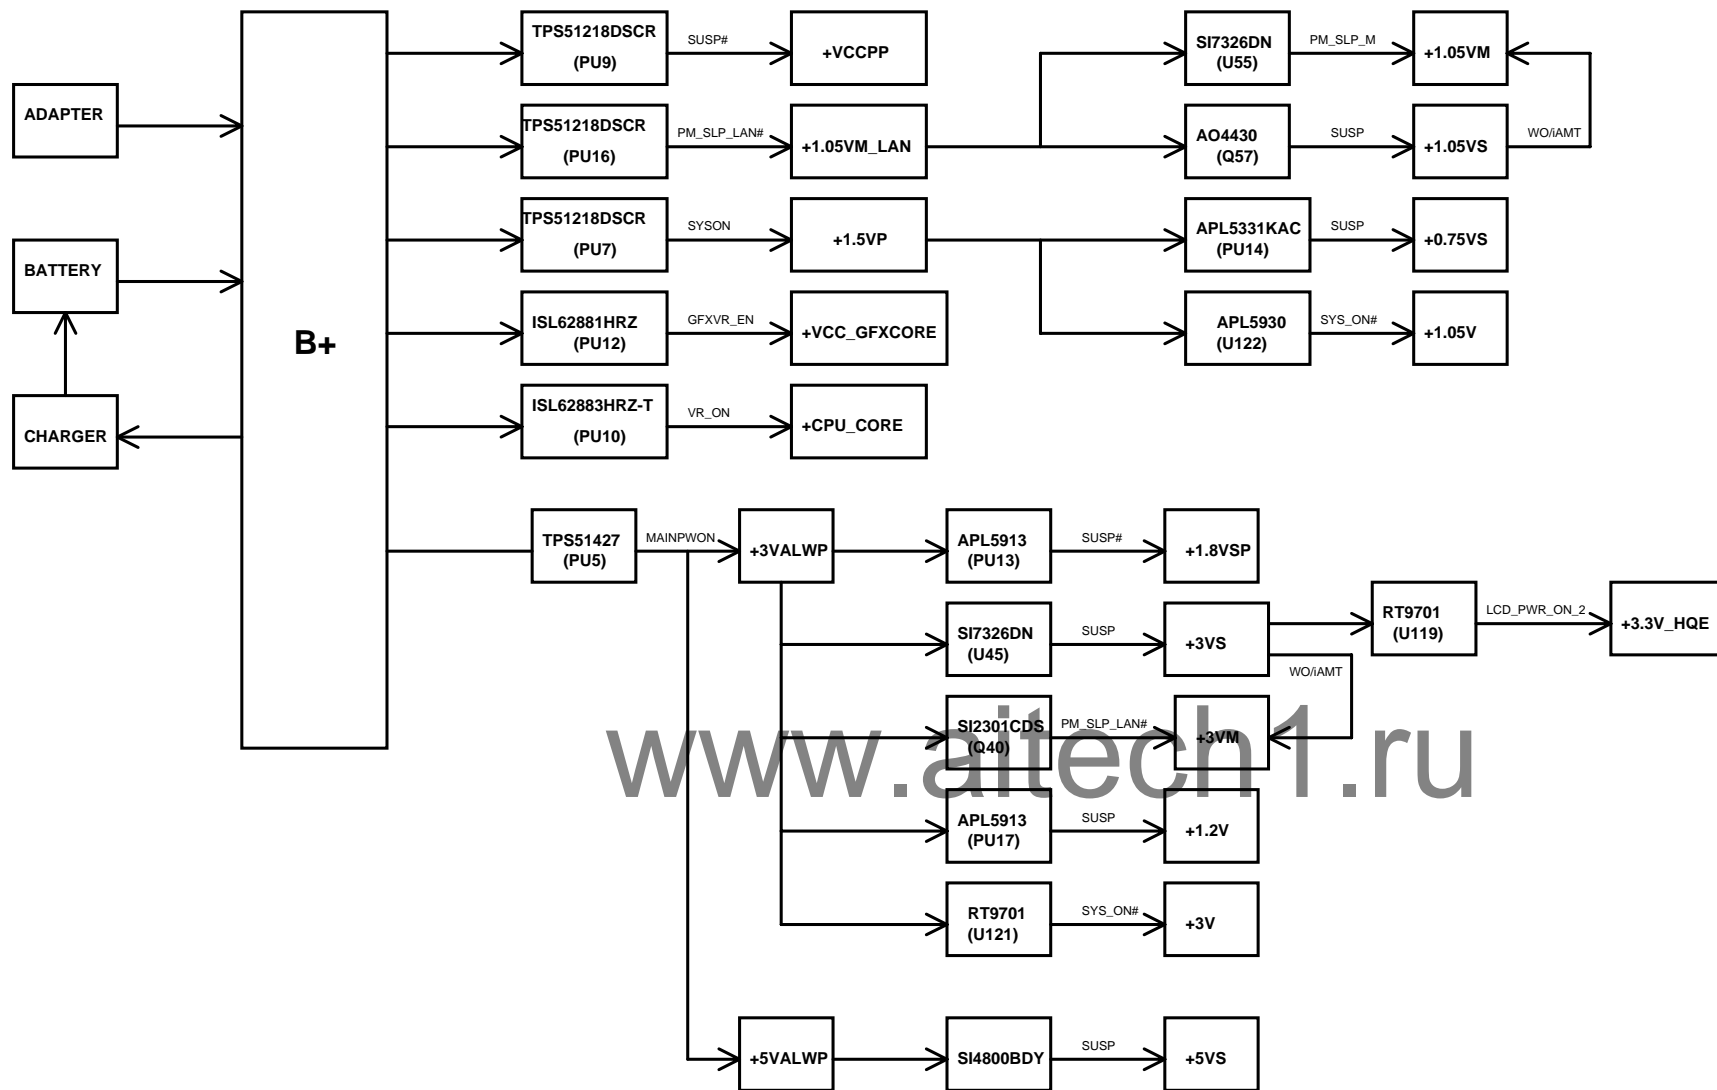 TPS51218DSCR
(PU9)
SUSP#
+VCCPP
SI7326DN
(U55)
PM_SLP_M
+1.05VM
ADAPTER
TPS51218DSCR
(PU16)
PM_SLP_LAN#
+1.05VM_LAN
AO4430
(Q57)
SUSP
+1.05VS
WO/iAMT
BATTERY
TPS51218DSCR
(PU7)
SYSON
+1.5VP
APL5331KAC
(PU14)
SUSP
+0.75VS
B+
ISL62881HRZ
(PU12)
GFXVR_EN
+VCC_GFXCORE
APL5930
(U122)
SYS_ON#
+1.05V
CHARGER
ISL62883HRZ-T
(PU10)
VR_ON
+CPU_CORE
TPS51427
(PU5)
MAINPWON
+3VALWP
APL5913
(PU13)
SUSP#
+1.8VSP
SI7326DN
(U45)
SUSP
+3VS
RT9701
(U119)
LCD_PWR_ON_2
+3.3V_HQE
WO/iAMT
SI2301CDS
(Q40)
PM_SLP_LAN#
+3VM
www.aitech1.ru
APL5913
(PU17)
SUSP
+1.2V
RT9701
(U121)
SYS_ON#
+3V
+5VALWP
SI4800BDY
SUSP
+5VS